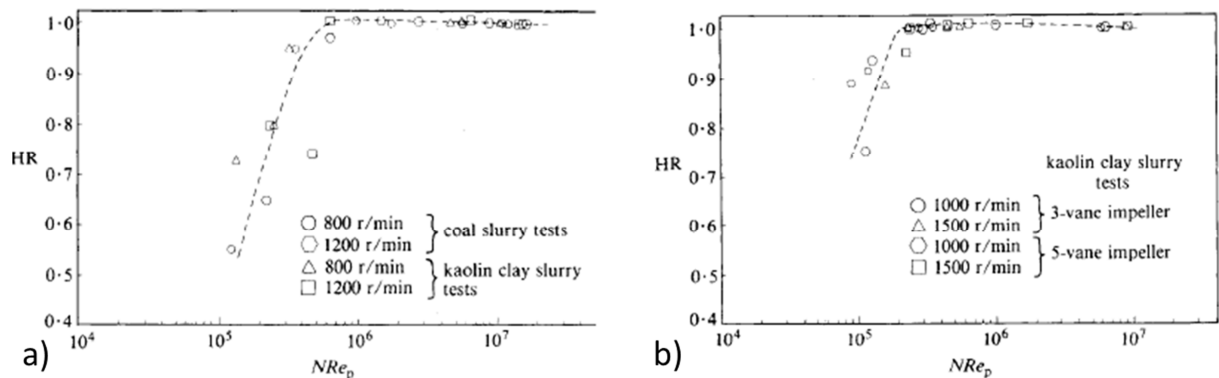 1·0
0·9
0·8
HR
0·7
0·6
0·5
0·4
10⁴
10⁵
10⁶
10⁷
NReₚ
○ 800 r/min
⬡ 1200 r/min
} coal slurry tests
△ 800 r/min
□ 1200 r/min
} kaolin clay slurry
tests
a)
1·0
0·9
0·8
HR
0·7
0·6
0·5
0·4
10⁴
10⁵
10⁶
10⁷
NReₚ
kaolin clay slurry
tests
○ 1000 r/min
△ 1500 r/min
} 3-vane impeller
⬡ 1000 r/min
□ 1500 r/min
} 5-vane impeller
b)